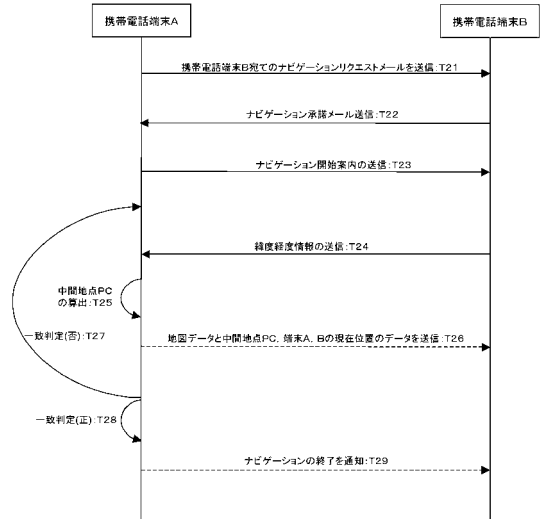 携帯電話端末A
携帯電話端末B
携帯電話端末B宛てのナビゲーションリクエストメールを送信:T21
ナビゲーション承諾メール送信:T22
ナビゲーション開始案内の送信:T23
緯度経度情報の送信:T24
中間地点PC
の算出:T25
地図データと中間地点PC, 端末A, Bの現在位置のデータを送信:T26
一致判定(否):T27
一致判定(正):T28
ナビゲーションの終了を通知:T29